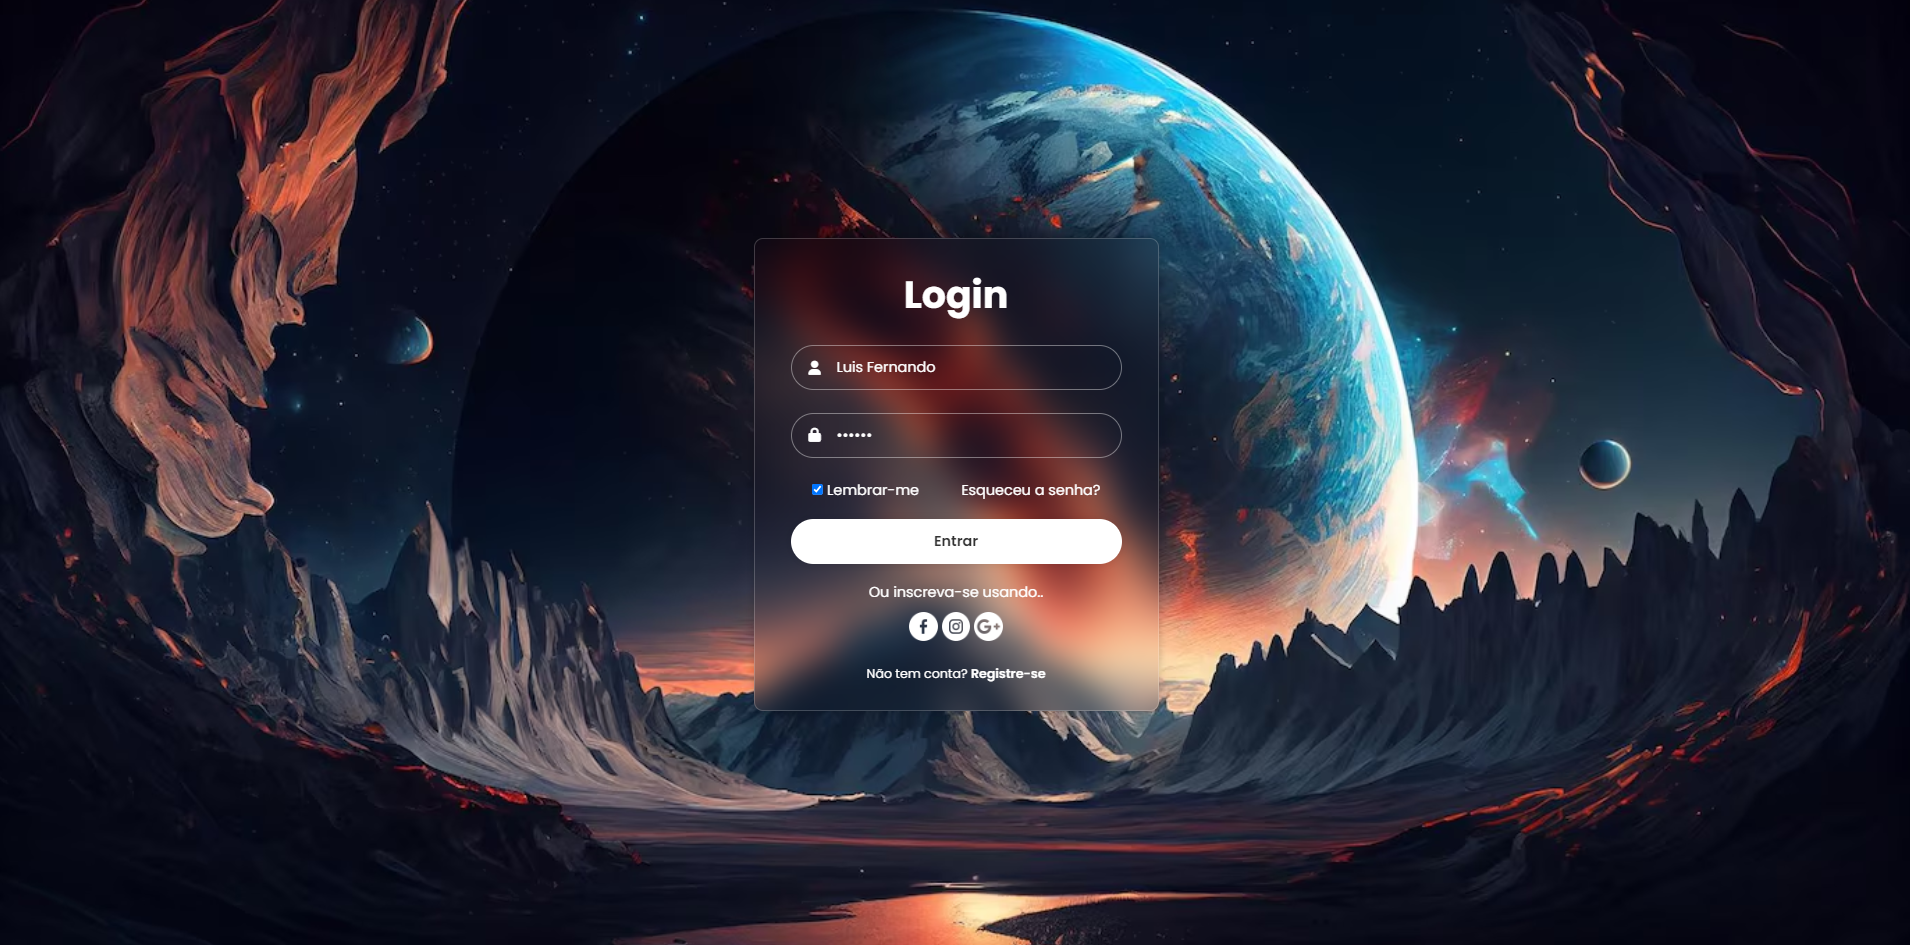 Login
Luis Fernando
••••••
Lembrar-me Esqueceu a senha?
Entrar
Ou inscreva-se usando..
f G+
Não tem conta? Registre-se